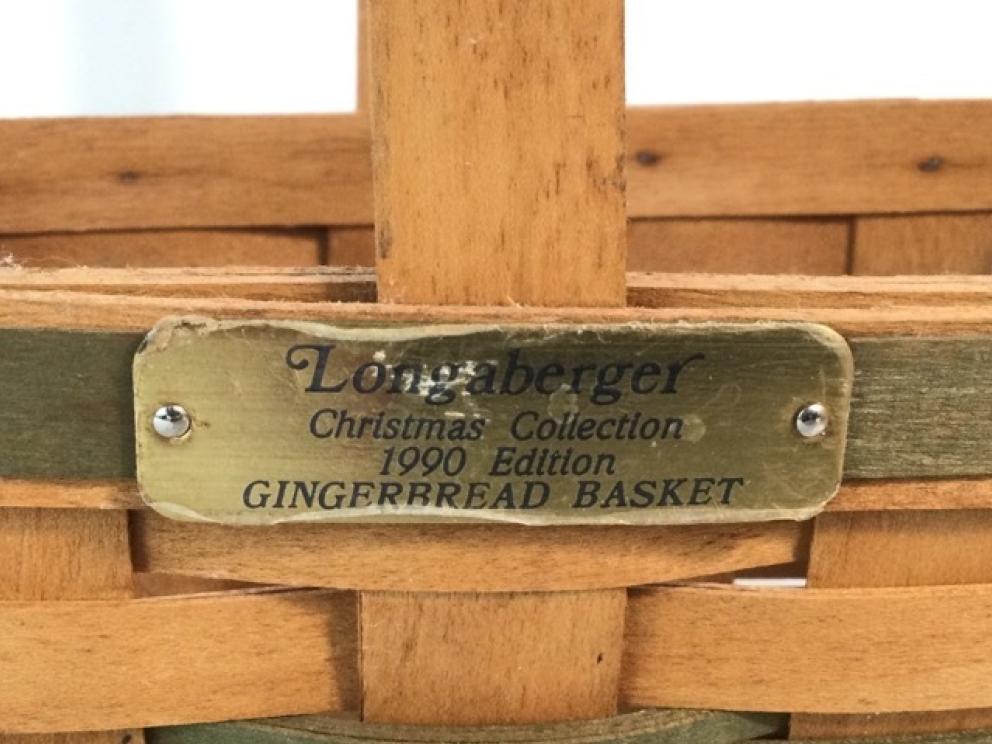 Longaberger
Christmas Collection
1990 Edition
GINGERBREAD BASKET